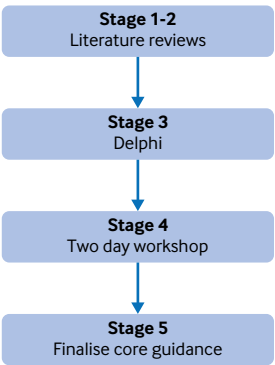 Stage 1-2
Literature reviews
Stage 3
Delphi
Stage 4
Two day workshop
Stage 5
Finalise core guidance